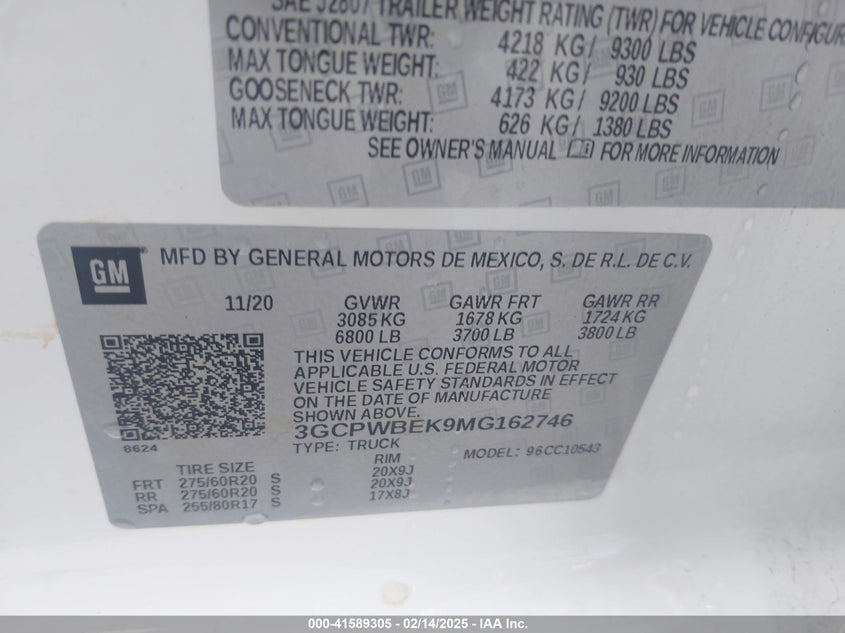 SAE J2807 TRAILER WEIGHT RATING (TWR) FOR VEHICLE CONFIGUR
CONVENTIONAL TWR: 4218 KG/ 9300 LBS
MAX TONGUE WEIGHT: 422 KG/ 930 LBS
GOOSENECK TWR: 4173 KG/ 9200 LBS
MAX TONGUE WEIGHT: 626 KG/ 1380 LBS
SEE OWNER'S MANUAL FOR MORE INFORMATION
GM MFD BY GENERAL MOTORS DE MEXICO, S. DE R.L. DE C.V.
11/20 GVWR GAWR FRT GAWR RR
3085 KG 1678 KG 1724 KG
6800 LB 3700 LB 3800 LB
THIS VEHICLE CONFORMS TO ALL
APPLICABLE U.S. FEDERAL MOTOR
VEHICLE SAFETY STANDARDS IN EFFECT
ON THE DATE OF MANUFACTURE
SHOWN ABOVE.
3GCPWBEK9MG162746
8624 TYPE: TRUCK MODEL: 96CC10543
TIRE SIZE RIM
FRT 275/60R20 S 20X9J
RR 275/60R20 S 20X9J
SPA 255/80R17 S 17X8J
000-41589305 - 02/14/2025 - IAAI.COM